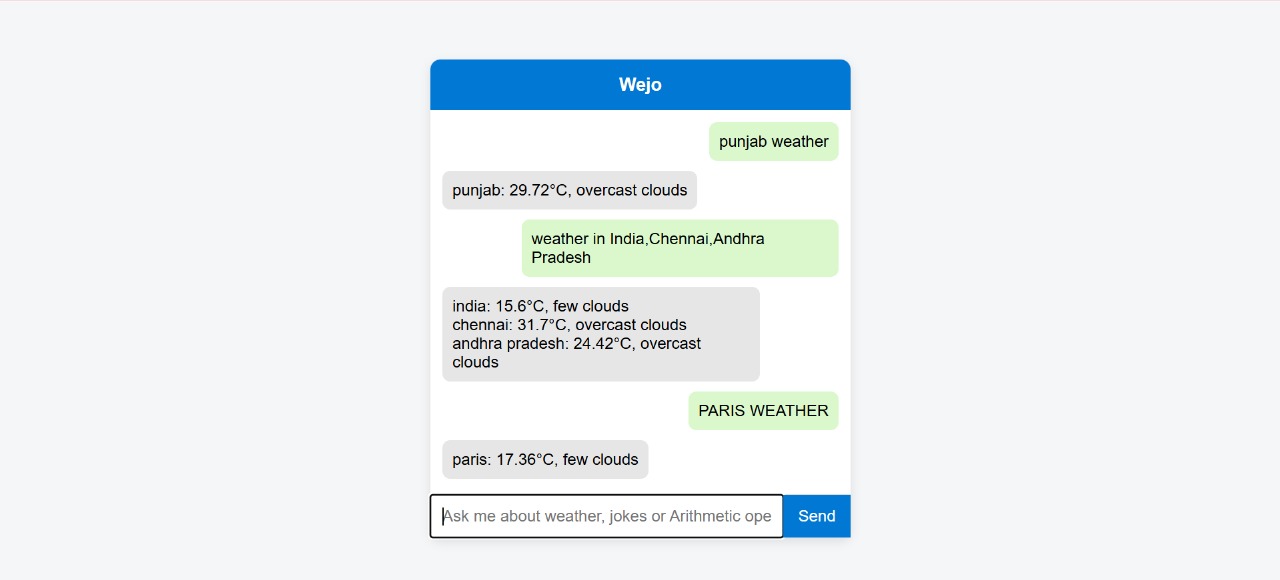 Wejo
punjab weather
punjab: 29.72°C, overcast clouds
weather in India,Chennai,Andhra
Pradesh
india: 15.6°C, few clouds
chennai: 31.7°C, overcast clouds
andhra pradesh: 24.42°C, overcast
clouds
PARIS WEATHER
paris: 17.36°C, few clouds
Ask me about weather, jokes or Arithmetic ope
Send